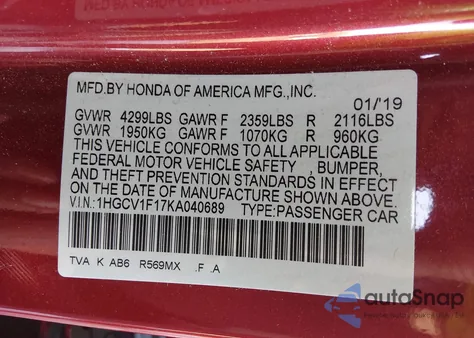 MFD.BY HONDA OF AMERICA MFG.,INC. 01/'19
GVWR 4299LBS GAWR F 2359LBS R 2116LBS
GVWR 1950KG GAWR F 1070KG R 960KG
THIS VEHICLE CONFORMS TO ALL APPLICABLE
FEDERAL MOTOR VEHICLE SAFETY , BUMPER,
AND THEFT PREVENTION STANDARDS IN EFFECT
ON THE DATE OF MANUFACTURE SHOWN ABOVE.
V.I.N.:1HGCV1F17KA040689 TYPE:PASSENGER CAR
TVA K AB6 R569MX .F .A
autoSnap